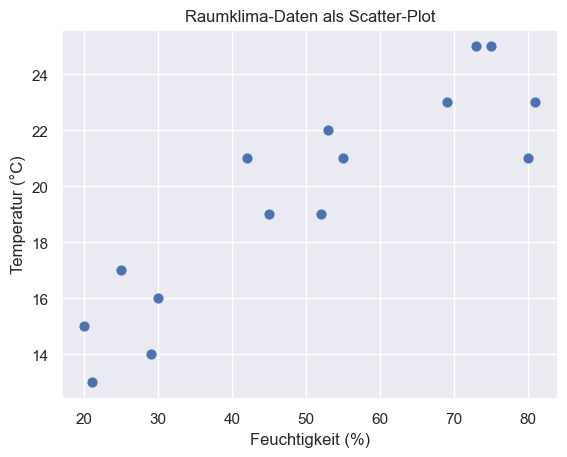 Raumklima-Daten als Scatter-Plot
24
22
20
18
16
14
Temperatur (°C)
20 30 40 50 60 70 80
Feuchtigkeit (%)